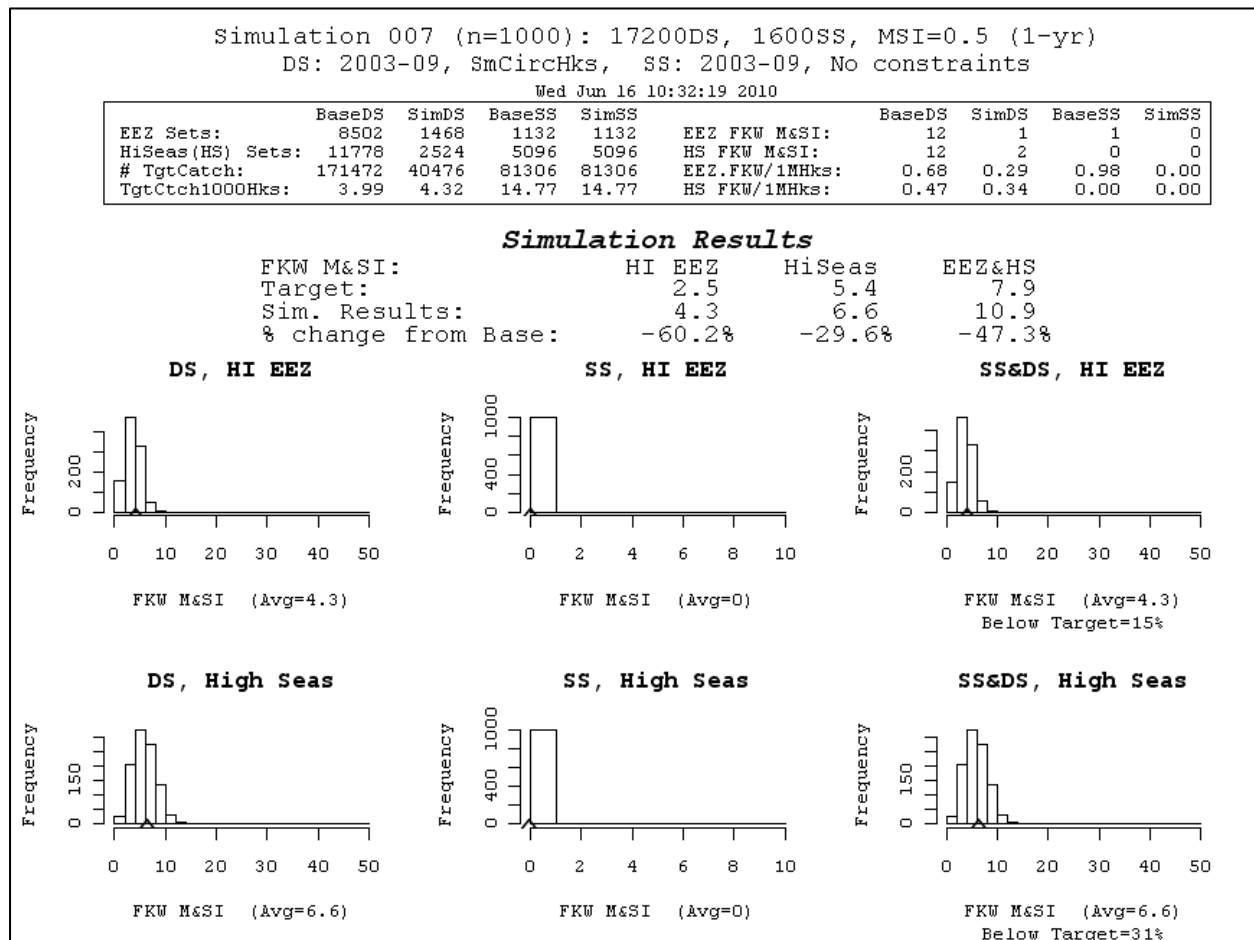 Simulation 007 (n=1000): 17200DS, 1600SS, MSI=0.5 (1-yr)
DS: 2003-09, SmCircHks, SS: 2003-09, No constraints
Wed Jun 16 10:32:19 2010
BaseDS SimDS BaseSS SimSS BaseDS SimDS BaseSS SimSS
EEZ Sets: 8502 1468 1132 1132 EEZ FKW M&SI: 12 1 1 0
HiSeas(HS) Sets: 11778 2524 5096 5096 HS FKW M&SI: 12 2 0 0
# TgtCatch: 171472 40476 81306 81306 EEZ.FKW/1MHks: 0.68 0.29 0.98 0.00
TgtCtch1000Hks: 3.99 4.32 14.77 14.77 HS FKW/1MHks: 0.47 0.34 0.00 0.00
Simulation Results
FKW M&SI: HI EEZ HiSeas EEZ&HS
Target: 2.5 5.4 7.9
Sim. Results: 4.3 6.6 10.9
% change from Base: -60.2% -29.6% -47.3%
DS, HI EEZ
Frequency
0 200
0 10 20 30 40 50
FKW M&SI (Avg=4.3)
SS, HI EEZ
Frequency
0 400 1000
0 2 4 6 8 10
FKW M&SI (Avg=0)
SS&DS, HI EEZ
Frequency
0 200
0 10 20 30 40 50
FKW M&SI (Avg=4.3)
Below Target=15%
DS, High Seas
Frequency
0 150
0 10 20 30 40 50
FKW M&SI (Avg=6.6)
SS, High Seas
Frequency
0 400 1000
0 2 4 6 8 10
FKW M&SI (Avg=0)
SS&DS, High Seas
Frequency
0 150
0 10 20 30 40 50
FKW M&SI (Avg=6.6)
Below Target=31%